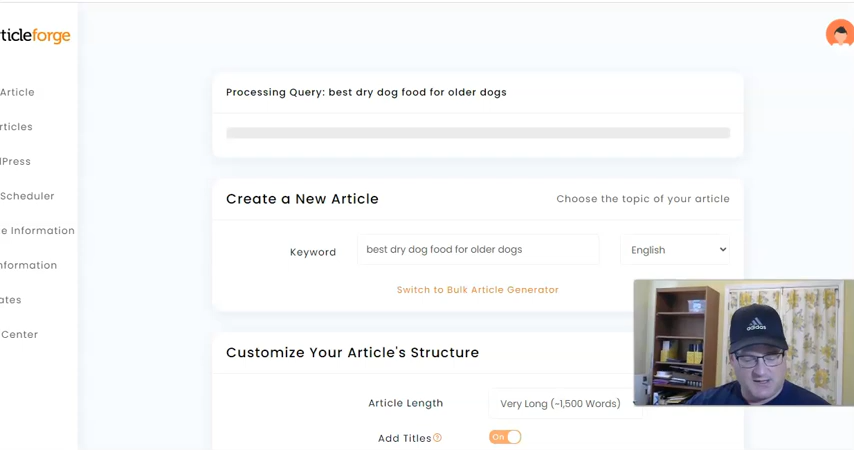 ticleforge
Article
rticles
lPress
Scheduler
e Information
nformation
ates
Center
Processing Query: best dry dog food for older dogs
Create a New Article
Choose the topic of your article
Keyword
best dry dog food for older dogs
English
Switch to Bulk Article Generator
Customize Your Article's Structure
Article Length
Very Long (~1,500 Words)
Add Titles
On
adidas